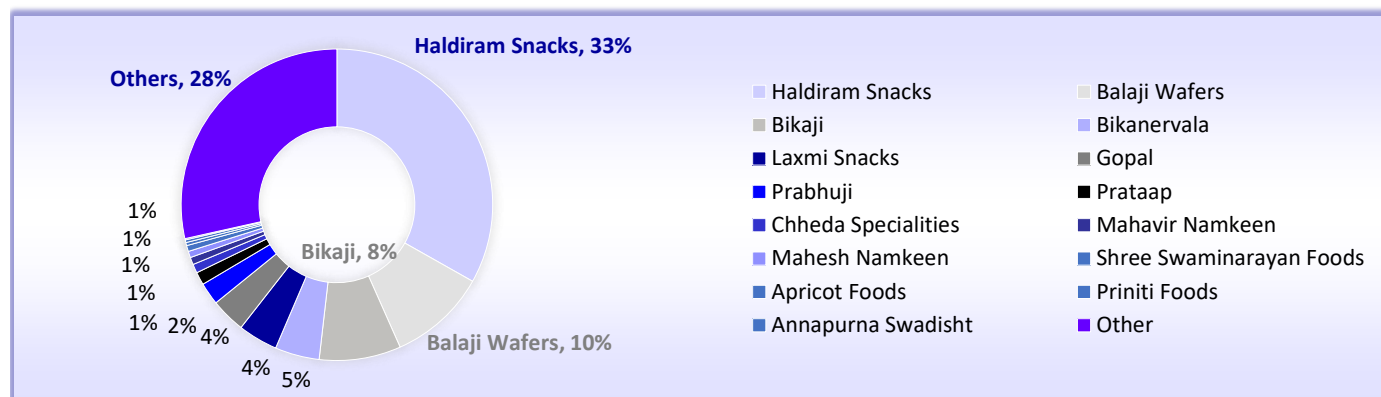 Haldiram Snacks, 33%
Others, 28%
Bikaji, 8%
Balaji Wafers, 10%
5%
4%
4%
2%
1%
1%
1%
1%
1%
Haldiram Snacks
Balaji Wafers
Bikaji
Bikanervala
Laxmi Snacks
Gopal
Prabhuji
Prataap
Chheda Specialities
Mahavir Namkeen
Mahesh Namkeen
Shree Swaminarayan Foods
Apricot Foods
Priniti Foods
Annapurna Swadisht
Other